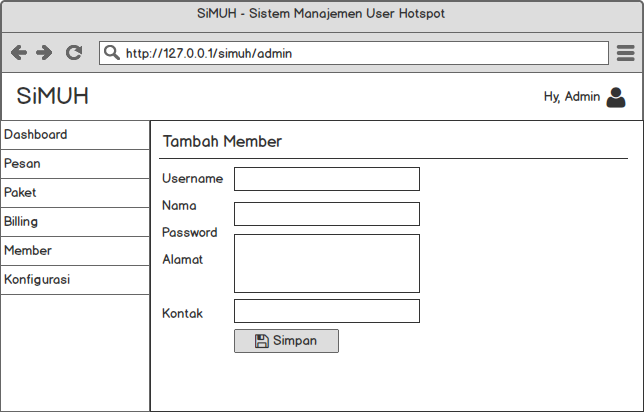 SiMUH - Sistem Manajemen User Hotspot
http://127.0.0.1/simuh/admin
SiMUH
Hy, Admin
Dashboard
Pesan
Paket
Billing
Member
Konfigurasi
Tambah Member
Username
Nama
Password
Alamat
Kontak
Simpan